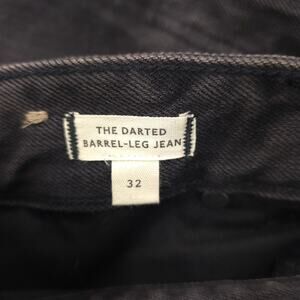 THE DARTED
BARREL-LEG JEAN
32